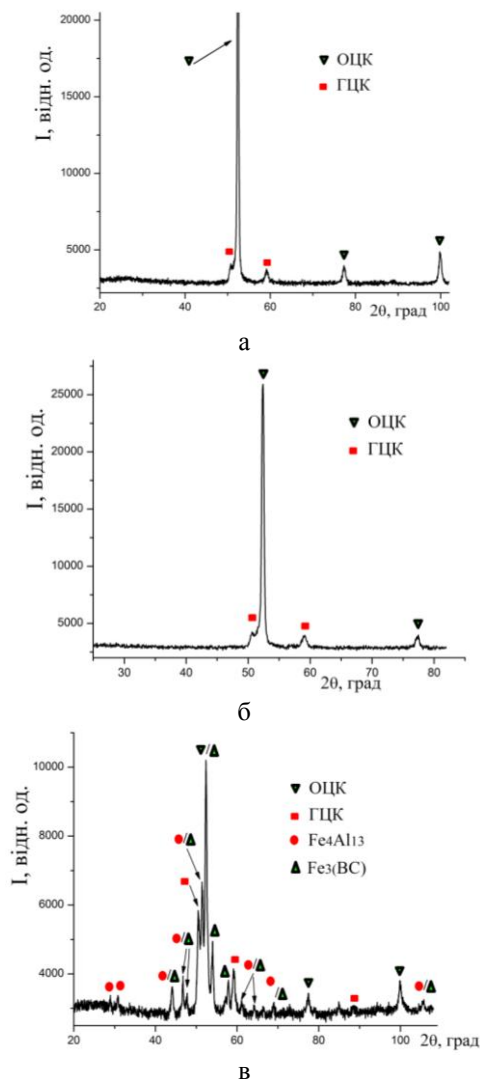 20000
I, відн. од.
15000
10000
5000
ОЦК
ГЦК
20 40 60 80 100
2θ, град
а
25000
I, відн. од.
20000
15000
10000
5000
ОЦК
ГЦК
30 40 50 60 70 80
2θ, град
б
10000
I, відн. од.
8000
6000
4000
/
/
/
/
/
/
/
ОЦК
ГЦК
Fe4Al13
Fe3(BC)
20 40 60 80 100
2θ, град
в